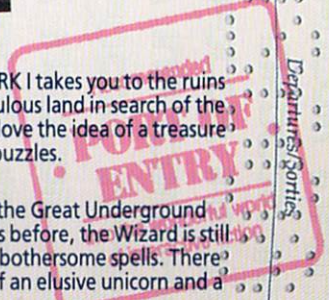 RK I takes you to the ruins
ulous land in search of the
ove the idea of a treasure
puzzles.
the Great Underground
s before, the Wizard is still
bothersome spells. There
f an elusive unicorn and a
PORT OF
ENTRY
Departures/Sorties